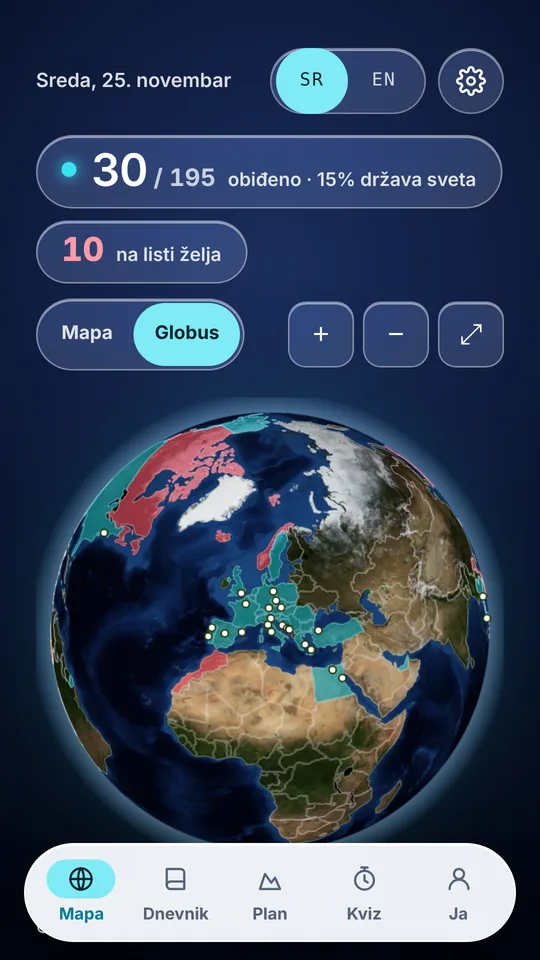 Sreda, 25. novembar
SR EN
30 / 195 obiđeno · 15% država sveta
10 na listi želja
Mapa Globus
+ −
Mapa Dnevnik Plan Kviz Ja